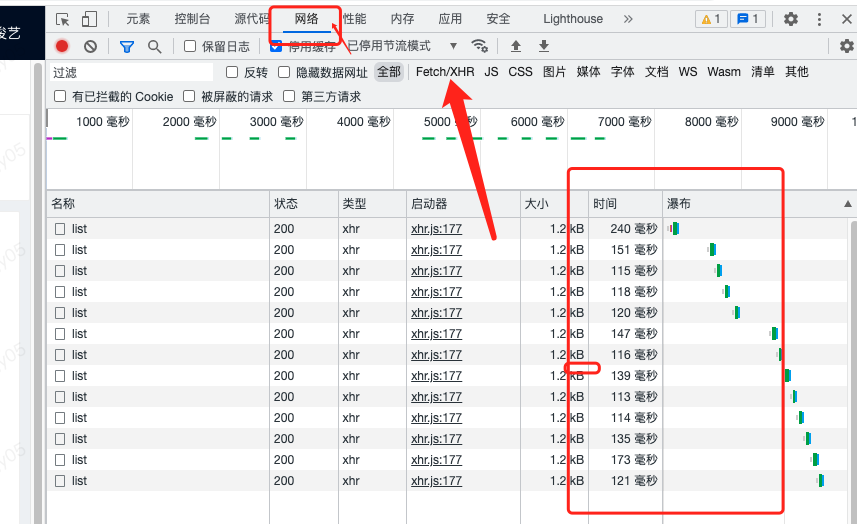 俊艺
元素 控制台 源代码 网络 性能 内存 应用 安全 Lighthouse » 1 1
保留日志 停用缓存 已停用节流模式
过滤 反转 隐藏数据网址 全部 Fetch/XHR JS CSS 图片 媒体 字体 文档 WS Wasm 清单 其他
有已拦截的 Cookie 被屏蔽的请求 第三方请求
1000 毫秒 2000 毫秒 3000 毫秒 4000 毫秒 5000 毫秒 6000 毫秒 7000 毫秒 8000 毫秒 9000 毫秒 1
名称 状态 类型 启动器 大小 时间 瀑布
list 200 xhr xhr.js:177 1.2 kB 240 毫秒
list 200 xhr xhr.js:177 1.2 kB 151 毫秒
list 200 xhr xhr.js:177 1.2 kB 115 毫秒
list 200 xhr xhr.js:177 1.2 kB 118 毫秒
list 200 xhr xhr.js:177 1.2 kB 120 毫秒
list 200 xhr xhr.js:177 1.2 kB 147 毫秒
list 200 xhr xhr.js:177 1.2 kB 116 毫秒
list 200 xhr xhr.js:177 1.2 kB 139 毫秒
list 200 xhr xhr.js:177 1.2 kB 113 毫秒
list 200 xhr xhr.js:177 1.2 kB 114 毫秒
list 200 xhr xhr.js:177 1.2 kB 135 毫秒
list 200 xhr xhr.js:177 1.2 kB 173 毫秒
list 200 xhr xhr.js:177 1.2 kB 121 毫秒